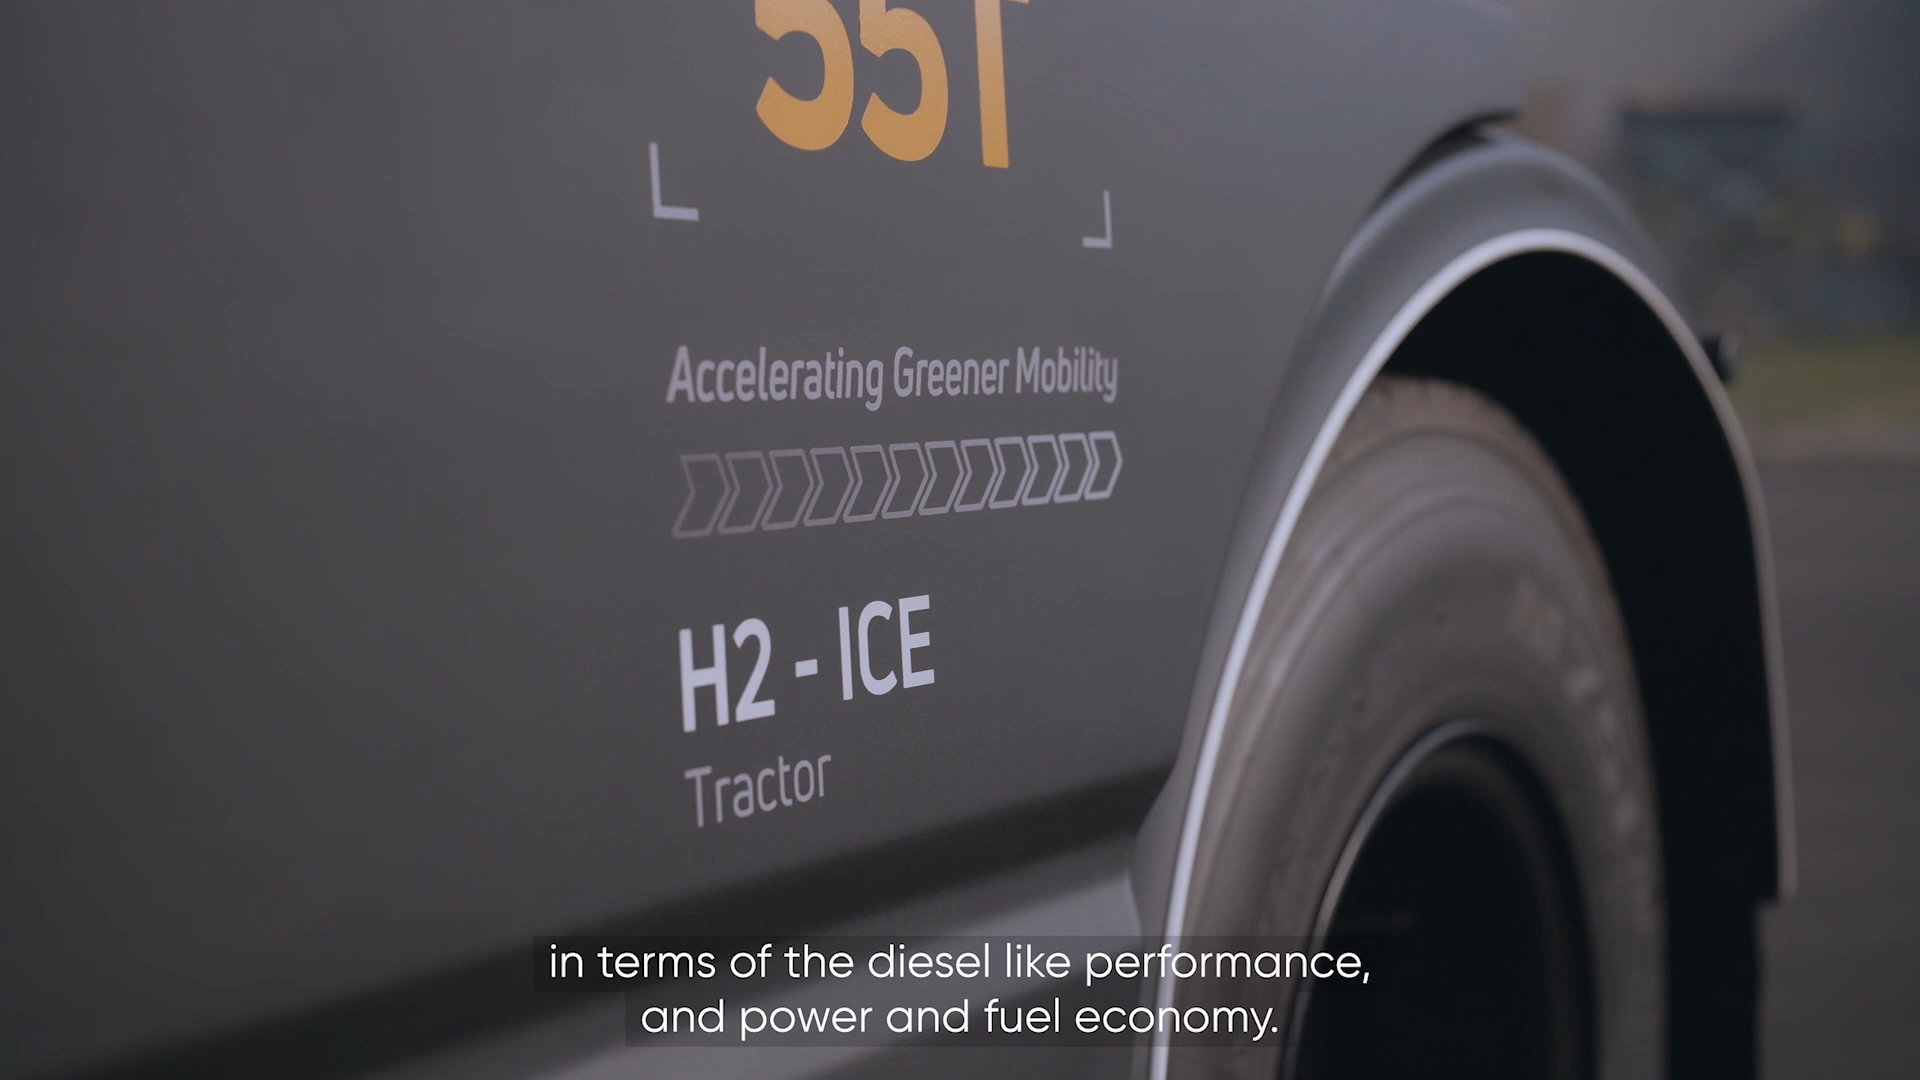 55T
Accelerating Greener Mobility
H2 - ICE
Tractor
in terms of the diesel like performance,
and power and fuel economy.